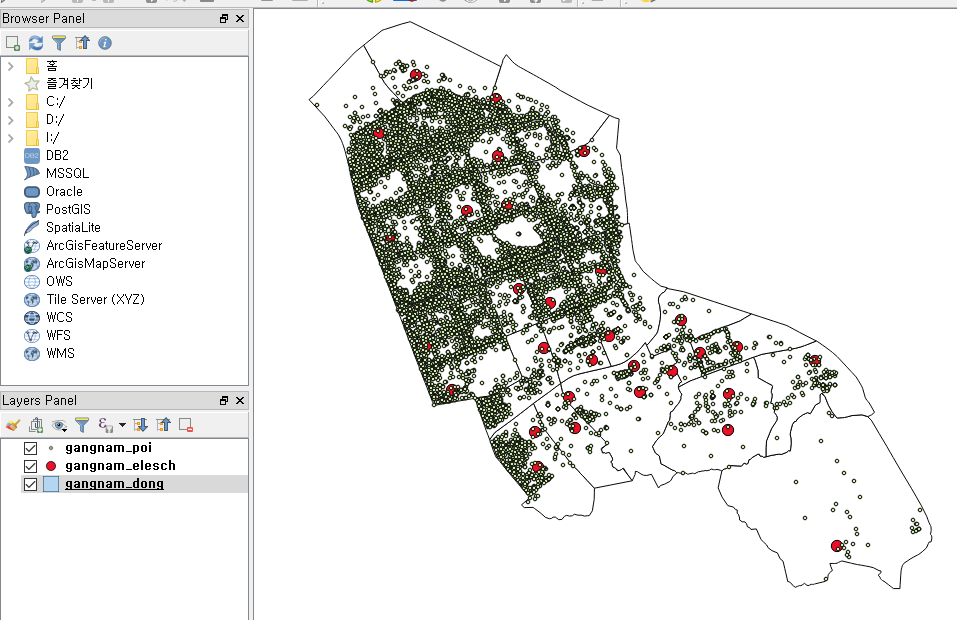 Browser Panel
홈
즐겨찾기
C:/
D:/
I:/
DB2
DB2
MSSQL
Oracle
PostGIS
SpatiaLite
ArcGisFeatureServer
ArcGisMapServer
OWS
Tile Server (XYZ)
WCS
WFS
WMS
Layers Panel
gangnam_poi
gangnam_elesch
gangnam_dong